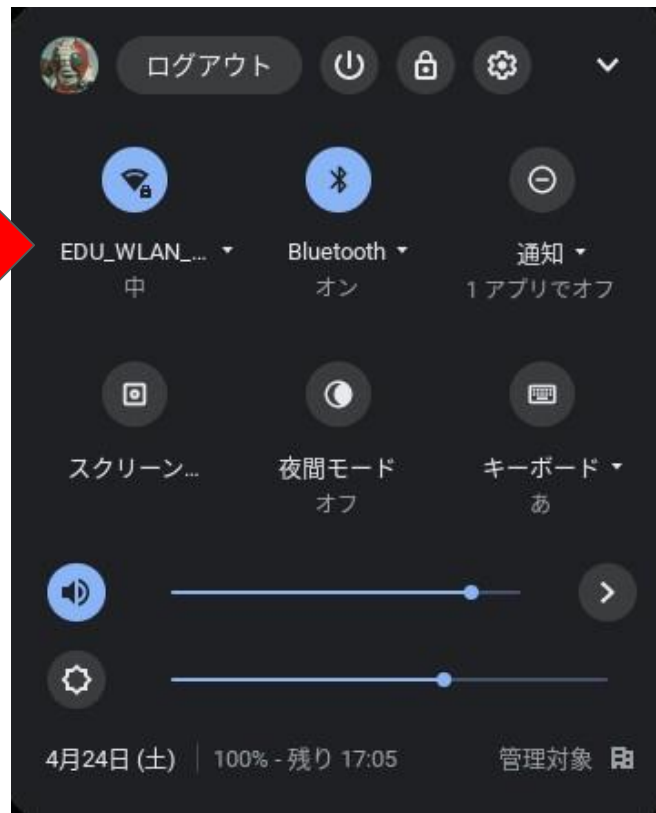 ログアウト
EDU_WLAN_... Bluetooth 通知
中 オン 1 アプリでオフ
スクリーン... 夜間モード キーボード
オフ あ
4月24日 (土) 100% - 残り 17:05 管理対象